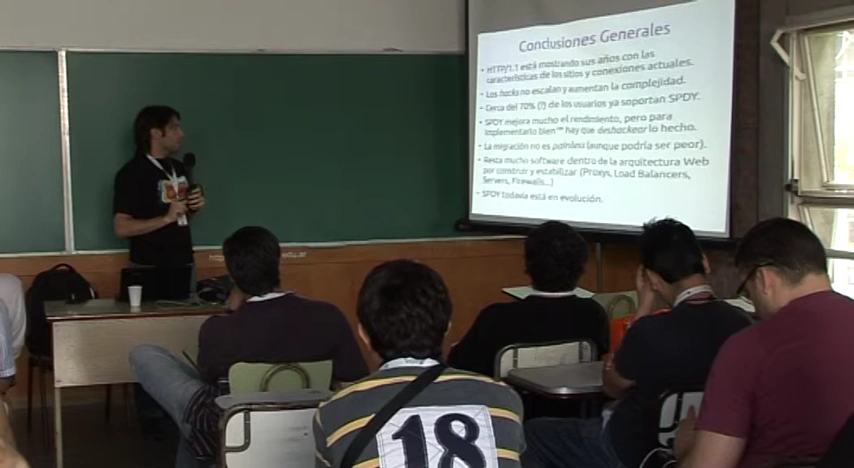 Conclusiones Generales
• HTTP/1.1 está mostrando sus años con las
características de los sitios y conexiones actuales.
• Los hacks no escalan y aumentan la complejidad.
• Cerca del 70% (?) de los usuarios ya soportan SPDY.
• SPDY mejora mucho el rendimiento, pero para
implementarlo bien™ hay que deshackear lo hecho.
• La migración no es painless (aunque podría ser peor).
• Resta mucho software dentro de la arquitectura Web
por construir y estabilizar (Proxys, Load Balancers,
Servers, Firewalls...)
• SPDY todavía está en evolución.
18